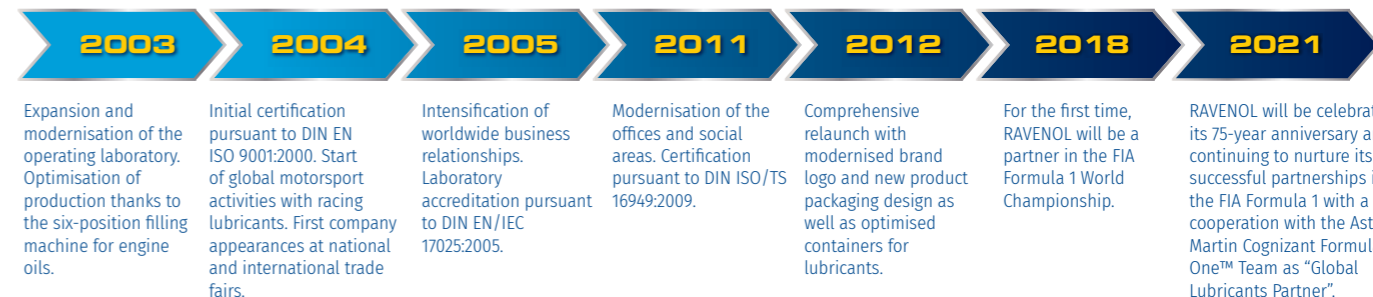 2003
2004
2005
2011
2012
2018
2021
Expansion and
modernisation of the
operating laboratory.
Optimisation of
production thanks to
the six-position filling
machine for engine
oils.
Initial certification
pursuant to DIN EN
ISO 9001:2000. Start
of global motorsport
activities with racing
lubricants. First company
appearances at national
and international trade
fairs.
Intensification of
worldwide business
relationships.
Laboratory
accreditation pursuant
to DIN EN/IEC
17025:2005.
Modernisation of the
offices and social
areas. Certification
pursuant to DIN ISO/TS
16949:2009.
Comprehensive
relaunch with
modernised brand
logo and new product
packaging design as
well as optimised
containers for
lubricants.
For the first time,
RAVENOL will be a
partner in the FIA
Formula 1 World
Championship.
RAVENOL will be
its 75-year anniversary
continuing to nurture its
successful partnerships
the FIA Formula 1 with a
cooperation with the
Martin Cognizant
One™ Team as “Global
Lubricants Partner”.